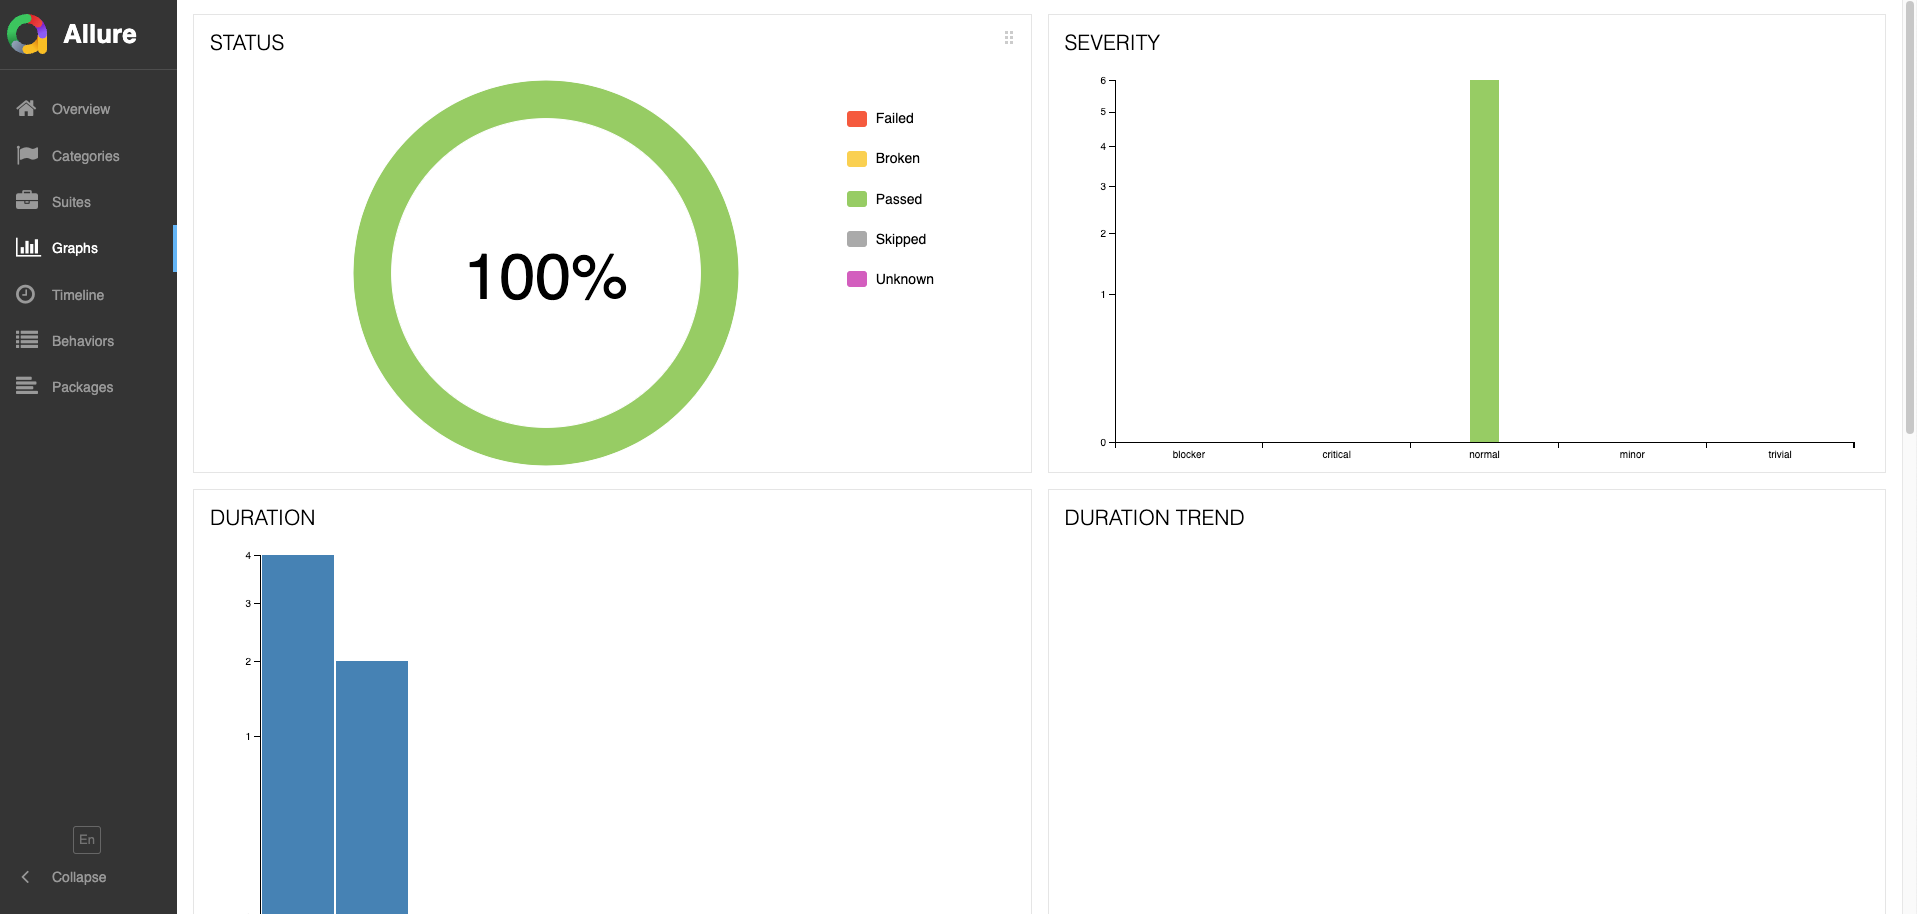 Allure
Overview
Categories
Suites
Graphs
Timeline
Behaviors
Packages
En
Collapse
STATUS
100%
Failed
Broken
Passed
Skipped
Unknown
SEVERITY
6
5
4
3
2
1
0
blocker critical normal minor trivial
DURATION
4
3
2
1
DURATION TREND